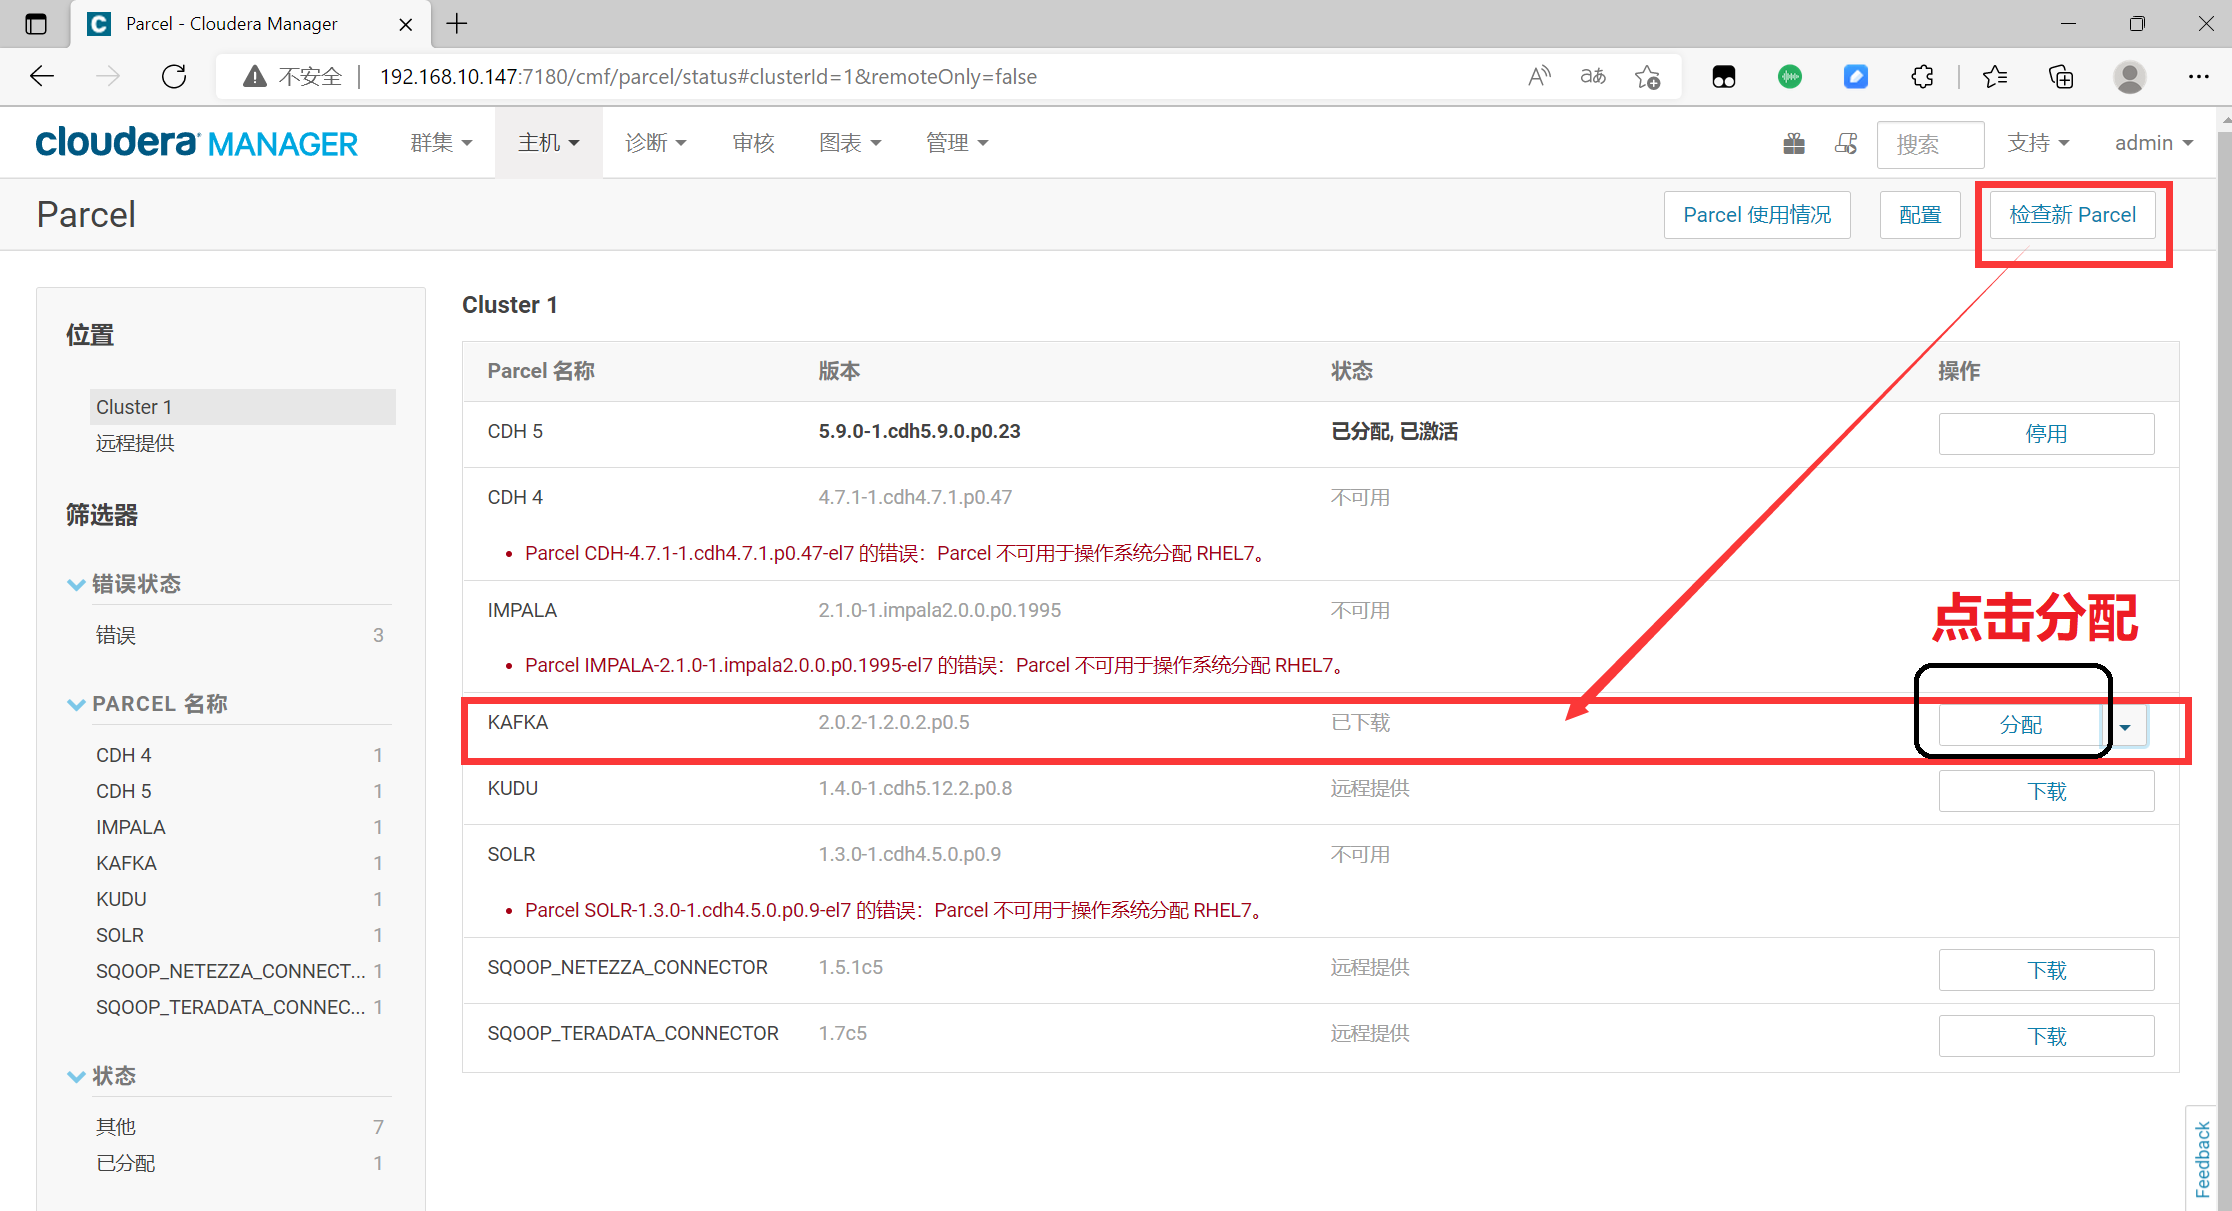 Parcel - Cloudera Manager
不安全 192.168.10.147:7180/cmf/parcel/status#clusterId=1&remoteOnly=false
cloudera MANAGER 群集 主机 诊断 审核 图表 管理 搜索 支持 admin
Parcel Parcel 使用情况 配置 检查新 Parcel
位置
Cluster 1
远程提供
筛选器
错误状态
错误 3
PARCEL 名称
CDH 4 1
CDH 5 1
IMPALA 1
KAFKA 1
KUDU 1
SOLR 1
SQOOP_NETEZZA_CONNECT... 1
SQOOP_TERADATA_CONNEC... 1
状态
其他 7
已分配 1
Cluster 1
Parcel 名称 版本 状态 操作
CDH 5 5.9.0-1.cdh5.9.0.p0.23 已分配, 已激活 停用
CDH 4 4.7.1-1.cdh4.7.1.p0.47 不可用
Parcel CDH-4.7.1-1.cdh4.7.1.p0.47-el7 的错误：Parcel 不可用于操作系统分配 RHEL7。
IMPALA 2.1.0-1.impala2.0.0.p0.1995 不可用
点击分配
Parcel IMPALA-2.1.0-1.impala2.0.0.p0.1995-el7 的错误：Parcel 不可用于操作系统分配 RHEL7。
KAFKA 2.0.2-1.2.0.2.p0.5 已下载 分配
KUDU 1.4.0-1.cdh5.12.2.p0.8 远程提供 下载
SOLR 1.3.0-1.cdh4.5.0.p0.9 不可用
Parcel SOLR-1.3.0-1.cdh4.5.0.p0.9-el7 的错误：Parcel 不可用于操作系统分配 RHEL7。
SQOOP_NETEZZA_CONNECTOR 1.5.1c5 远程提供 下载
SQOOP_TERADATA_CONNECTOR 1.7c5 远程提供 下载
Feedback